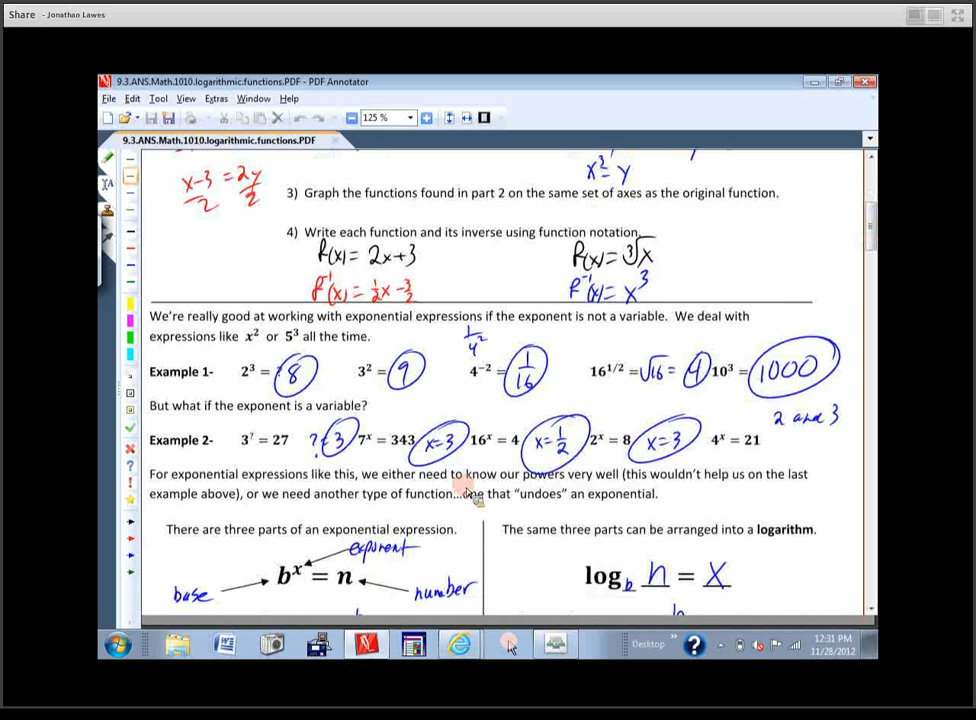 Share - Jonathan Lawes
9.3.ANS.Math.1010.logarithmic.functions.PDF - PDF Annotator
File Edit Tool View Extras Window Help
125 %
9.3.ANS.Math.1010.logarithmic.functions.PDF
x³ = y
x-3 = 2y
2 2
3) Graph the functions found in part 2 on the same set of axes as the original function.
4) Write each function and its inverse using function notation.
f(x) = 2x+3 f(x) = ∛x
f⁻¹(x) = ½x - 3/2 f⁻¹(x) = x³
We're really good at working with exponential expressions if the exponent is not a variable. We deal with
expressions like x² or 5³ all the time.
1/4²
Example 1- 2³ = 8 3² = 9 4⁻² = 1/16 16^1/2 = √16 = 4 10³ = 1000
But what if the exponent is a variable?
2 and 3
Example 2- 3^? = 27 ?=3 7ˣ = 343 x=3 16ˣ = 4 x=½ 2ˣ = 8 x=3 4ˣ = 21
For exponential expressions like this, we either need to know our powers very well (this wouldn't help us on the last
example above), or we need another type of function...one that "undoes" an exponential.
There are three parts of an exponential expression. The same three parts can be arranged into a logarithm.
exponent
bˣ = n log_b n = x
base number
Desktop
12:31 PM
11/28/2012